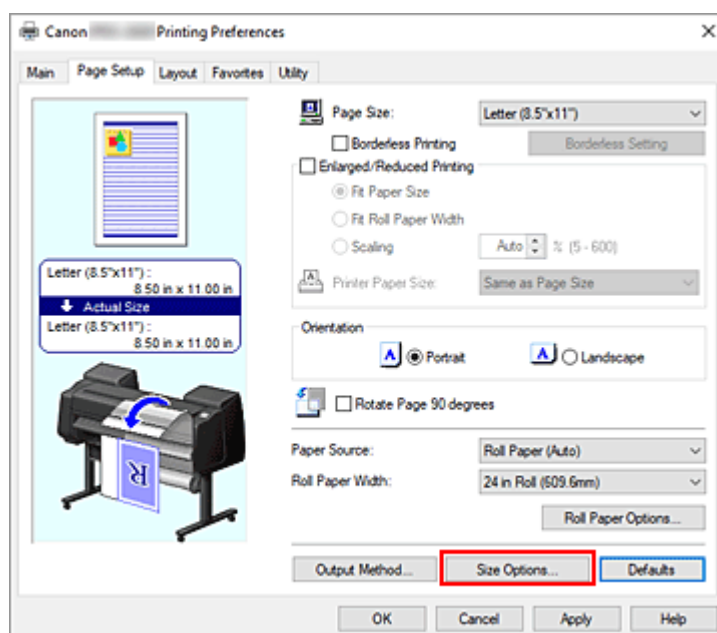 Canon Printing Preferences
Main Page Setup Layout Favorites Utility
Page Size: Letter (8.5"x11")
Borderless Printing Borderless Setting
Enlarged/Reduced Printing
Fit Paper Size
Fit Roll Paper Width
Scaling Auto % (5 - 600)
Printer Paper Size: Same as Page Size
Letter (8.5"x11") :
8.50 in x 11.00 in
Actual Size
Letter (8.5"x11") :
8.50 in x 11.00 in
Orientation
A Portrait A Landscape
Rotate Page 90 degrees
R
Paper Source: Roll Paper (Auto)
Roll Paper Width: 24 in Roll (609.6mm)
Roll Paper Options...
Output Method... Size Options... Defaults
OK Cancel Apply Help